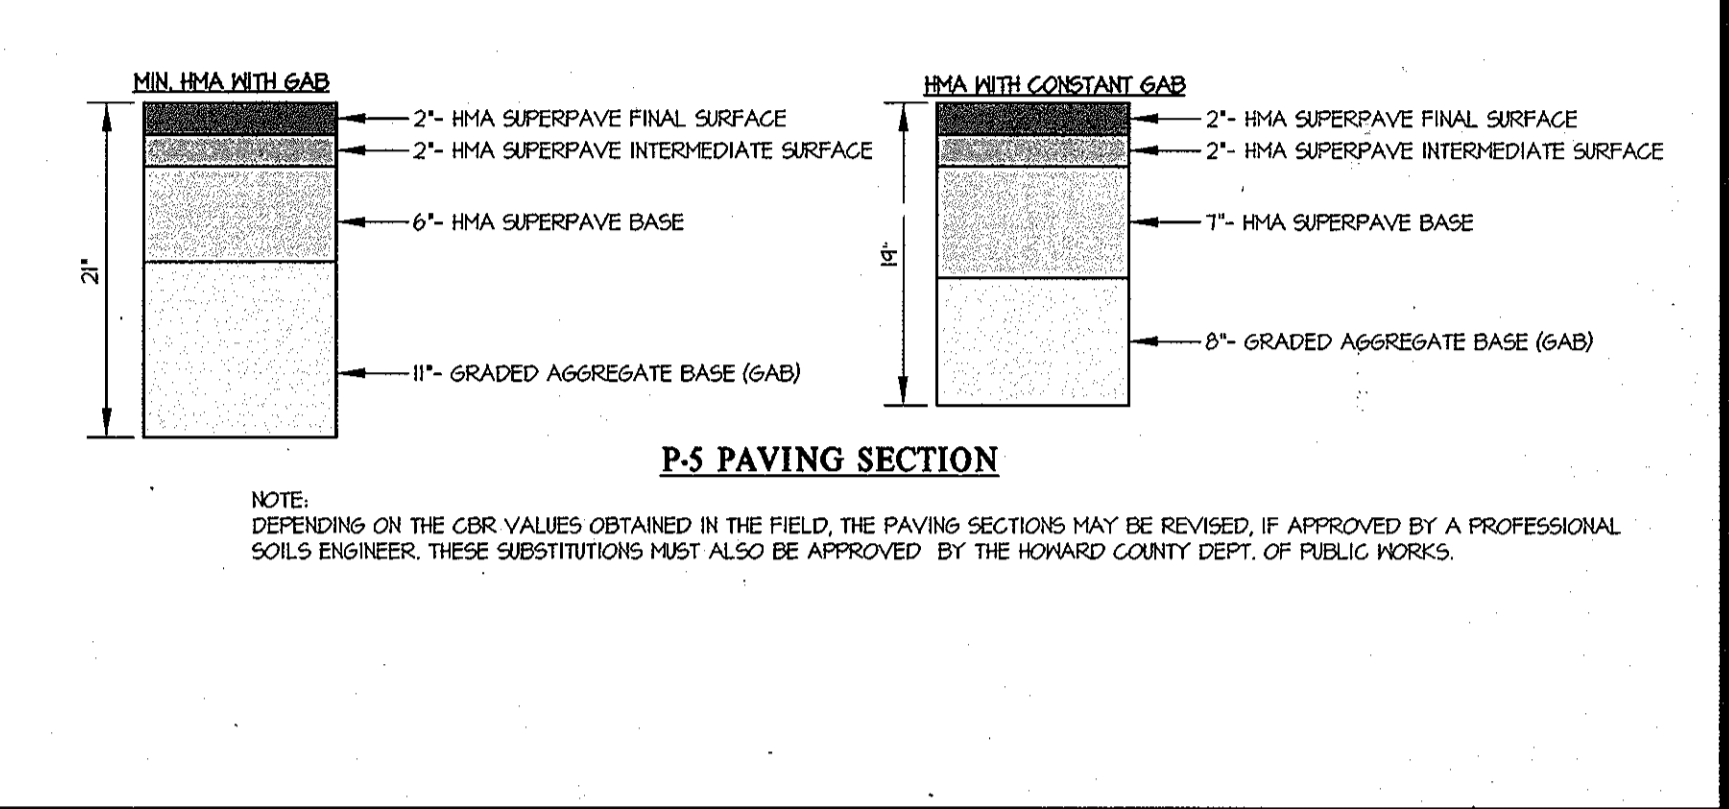 MIN. HMA WITH GAB
2"- HMA SUPERPAVE FINAL SURFACE
2"- HMA SUPERPAVE INTERMEDIATE SURFACE
6"- HMA SUPERPAVE BASE
11"- GRADED AGGREGATE BASE (GAB)
21"
HMA WITH CONSTANT GAB
2"- HMA SUPERPAVE FINAL SURFACE
2"- HMA SUPERPAVE INTERMEDIATE SURFACE
7"- HMA SUPERPAVE BASE
8"- GRADED AGGREGATE BASE (GAB)
19"
P-5 PAVING SECTION
NOTE:
DEPENDING ON THE CBR VALUES OBTAINED IN THE FIELD, THE PAVING SECTIONS MAY BE REVISED, IF APPROVED BY A PROFESSIONAL
SOILS ENGINEER. THESE SUBSTITUTIONS MUST ALSO BE APPROVED BY THE HOWARD COUNTY DEPT. OF PUBLIC WORKS.